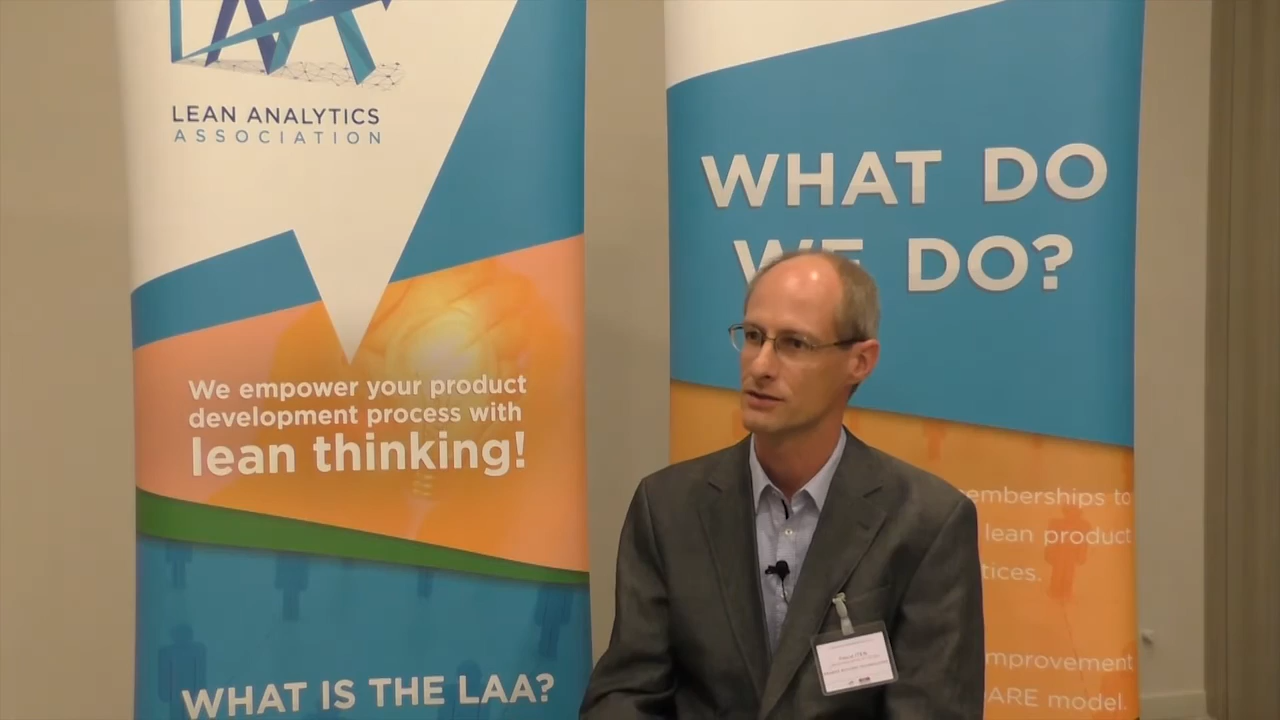 LEAN ANALYTICS
ASSOCIATION
We empower your product
development process with
lean thinking!
WHAT IS THE LAA?
WHAT DO
WE DO?
emberships to
lean product
tices.
mprovement
ARE model.